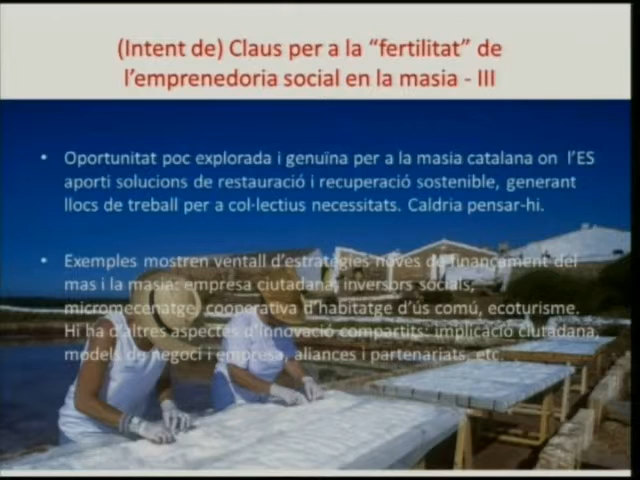 (Intent de) Claus per a la “fertilitat” de
l’emprenedoria social en la masia - III
• Oportunitat poc explorada i genuïna per a la masia catalana on l’ES
aporti solucions de restauració i recuperació sostenible, generant
llocs de treball per a col·lectius necessitats. Caldria pensar-hi.
• Exemples mostren ventall d’estratègies noves de finançament del
mas i la masia: empresa ciutadana, inversors socials,
micromecenatge, cooperativa d’habitatge d’ús comú, ecoturisme.
Hi ha d’altres aspectes d’innovació compartits: implicació ciutadana,
models de negoci i empresa, aliances i partenariats, etc.